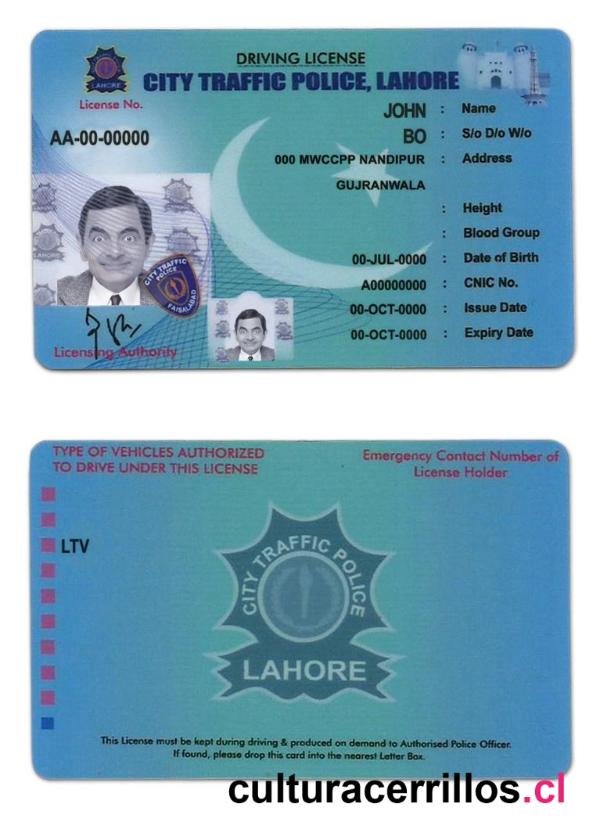 DRIVING LICENSE
CITY TRAFFIC POLICE, LAHORE
LAHORE
License No.
AA-00-00000
JOHN : Name
BO : S/o D/o W/o
000 MWCCPP NANDIPUR : Address
GUJRANWALA
: Height
: Blood Group
00-JUL-0000 : Date of Birth
A00000000 : CNIC No.
00-OCT-0000 : Issue Date
00-OCT-0000 : Expiry Date
CITY TRAFFIC POLICE
FAISALABAD
Licensing Authority
TYPE OF VEHICLES AUTHORIZED
TO DRIVE UNDER THIS LICENSE
Emergency Contact Number of
License Holder
LTV
CITY TRAFFIC POLICE
LAHORE
This License must be kept during driving & produced on demand to Authorised Police Officer.
If found, please drop this card into the nearest Letter Box.
culturacerrillos.cl